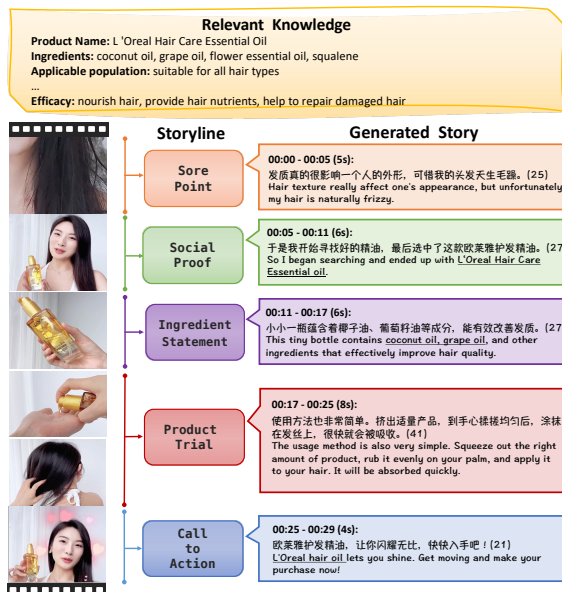 Relevant Knowledge
Product Name: L 'Oreal Hair Care Essential Oil
Ingredients: coconut oil, grape oil, flower essential oil, squalene
Applicable population: suitable for all hair types
...
Efficacy: nourish hair, provide hair nutrients, help to repair damaged hair
Storyline
Generated Story
Sore
Point
00:00 - 00:05 (5s):
发质真的很影响一个人的外形，可惜我的头发天生毛躁。(25)
Hair texture really affect one's appearance, but unfortunately
my hair is naturally frizzy.
Social
Proof
00:05 - 00:11 (6s):
于是我开始寻找好的精油，最后选中了这款欧莱雅护发精油。(27
So I began searching and ended up with L'Oreal Hair Care
Essential oil.
Ingredient
Statement
00:11 - 00:17 (6s):
小小一瓶蕴含着椰子油、葡萄籽油等成分，能有效改善发质。(27
This tiny bottle contains coconut oil, grape oil, and other
ingredients that effectively improve hair quality.
Product
Trial
00:17 - 00:25 (8s):
使用方法也非常简单。挤出适量产品，到手心揉搓均匀后，涂抹
在发丝上，很快就会被吸收。(41)
The usage method is also very simple. Squeeze out the right
amount of product, rub it evenly on your palm, and apply it
to your hair. It will be absorbed quickly.
Call
to
Action
00:25 - 00:29 (4s):
欧莱雅护发精油，让你闪耀无比，快快入手吧！(21)
L'Oreal hair oil lets you shine. Get moving and make your
purchase now!